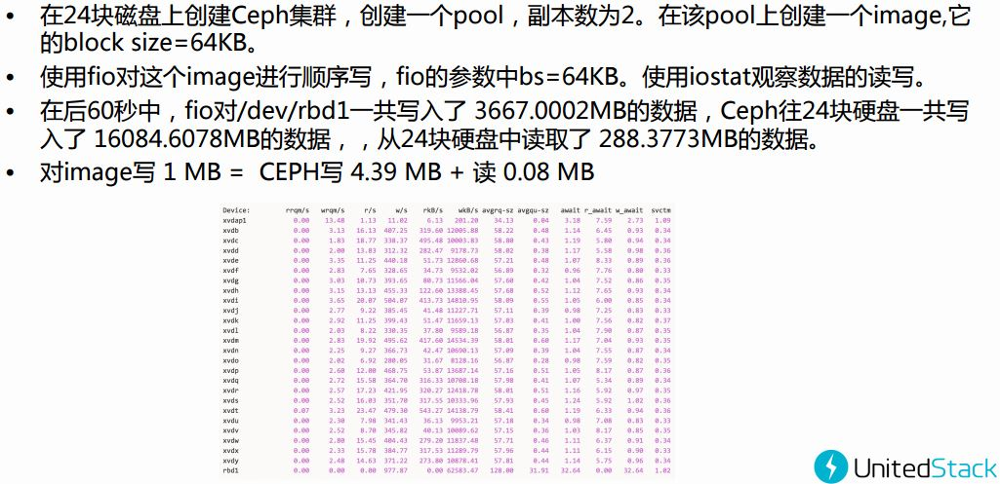 • 在24块磁盘上创建Ceph集群，创建一个pool，副本数为2。在该pool上创建一个image,它
的block size=64KB。
• 使用fio对这个image进行顺序写，fio的参数中bs=64KB。使用iostat观察数据的读写。
• 在后60秒中，fio对/dev/rbd1一共写入了 3667.0002MB的数据，Ceph往24块硬盘一共写
入了 16084.6078MB的数据，，从24块硬盘中读取了 288.3773MB的数据。
• 对image写 1 MB = CEPH写 4.39 MB + 读 0.08 MB
Device: rrqm/s wrqm/s r/s w/s rkB/s wkB/s avgrq-sz avgqu-sz await r_await w_await svctm
xvdap1 0.00 13.48 1.13 11.02 6.13 201.20 34.13 0.04 3.18 7.59 2.73 1.09
xvdb 0.00 3.13 16.13 407.25 319.60 12005.88 58.22 0.48 1.14 6.45 0.93 0.34
xvdc 0.00 1.83 18.77 338.37 495.48 10003.83 58.80 0.43 1.19 5.80 0.94 0.34
xvdd 0.00 2.00 13.83 312.32 282.47 9178.73 58.02 0.38 1.17 5.58 0.98 0.36
xvde 0.00 3.35 11.25 440.18 51.73 12860.68 57.21 0.48 1.07 8.33 0.89 0.36
xvdf 0.00 2.83 7.65 328.65 34.73 9532.02 56.89 0.32 0.96 7.76 0.80 0.33
xvdg 0.00 3.03 10.73 393.65 80.73 11566.04 57.60 0.42 1.04 7.52 0.86 0.35
xvdh 0.00 3.15 13.13 455.33 122.60 13388.45 57.68 0.52 1.12 7.65 0.93 0.34
xvdi 0.00 3.65 20.07 504.07 413.73 14810.95 58.09 0.55 1.05 6.00 0.85 0.34
xvdj 0.00 2.77 9.22 385.45 41.48 11227.71 57.11 0.39 0.98 7.25 0.83 0.33
xvdk 0.00 2.92 11.25 399.43 51.47 11659.13 57.03 0.41 1.00 7.56 0.82 0.37
xvdl 0.00 2.03 8.22 330.35 37.80 9589.18 56.87 0.35 1.04 7.90 0.87 0.35
xvdm 0.00 2.83 19.92 495.62 417.60 14534.39 58.01 0.60 1.17 7.04 0.93 0.35
xvdn 0.00 2.25 9.27 366.73 42.47 10690.13 57.09 0.39 1.04 7.55 0.87 0.34
xvdo 0.00 2.02 6.92 280.05 31.67 8128.16 56.87 0.28 0.98 7.59 0.82 0.35
xvdp 0.00 2.60 12.00 468.75 53.87 13687.14 57.16 0.51 1.05 8.17 0.87 0.36
xvdq 0.00 2.72 15.58 364.70 316.33 10708.10 57.98 0.41 1.07 5.34 0.89 0.34
xvdr 0.00 2.57 17.23 421.95 320.27 12418.78 58.01 0.51 1.16 5.92 0.97 0.35
xvds 0.00 2.52 16.03 351.70 317.55 10333.96 57.93 0.45 1.24 5.92 1.02 0.36
xvdt 0.07 3.23 23.47 479.30 543.27 14138.79 58.41 0.60 1.19 6.33 0.94 0.36
xvdu 0.00 2.30 7.98 341.43 36.13 9953.21 57.18 0.34 0.98 7.08 0.83 0.33
xvdv 0.00 2.52 8.70 345.82 40.13 10089.62 57.15 0.36 1.03 8.17 0.85 0.35
xvdw 0.00 2.80 15.45 404.43 279.20 11837.48 57.71 0.46 1.11 6.37 0.91 0.34
xvdx 0.00 2.33 15.78 384.77 317.53 11289.79 57.96 0.44 1.11 6.15 0.90 0.33
xvdy 0.00 2.48 14.63 371.22 273.80 10878.41 57.81 0.44 1.14 5.75 0.96 0.34
rbd1 0.00 0.00 0.00 977.87 0.00 62583.47 128.00 31.91 32.64 0.00 32.64 1.02
UnitedStack